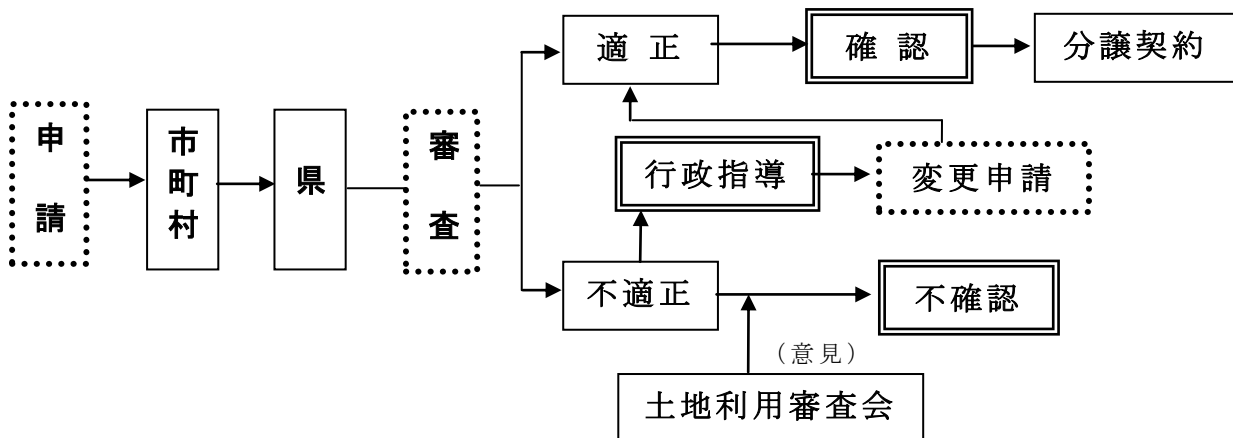 申請
市町村
県
審査
適正
確認
分譲契約
行政指導
変更申請
不適正
不確認
（意見）
土地利用審査会